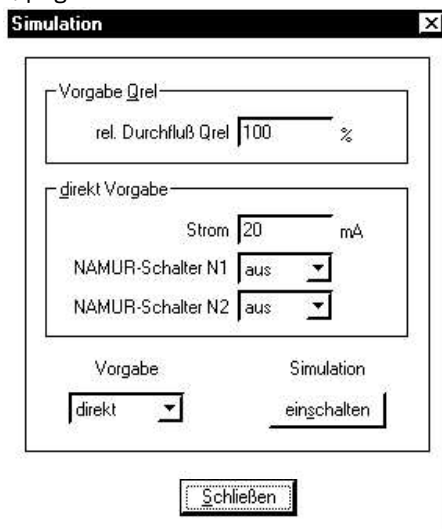 Simulation
Vorgabe Qrel
rel. Durchfluß Qrel 100 %
direkt Vorgabe
Strom 20 mA
NAMUR-Schalter N1 aus
NAMUR-Schalter N2 aus
Vorgabe Simulation
direkt einschalten
Schließen